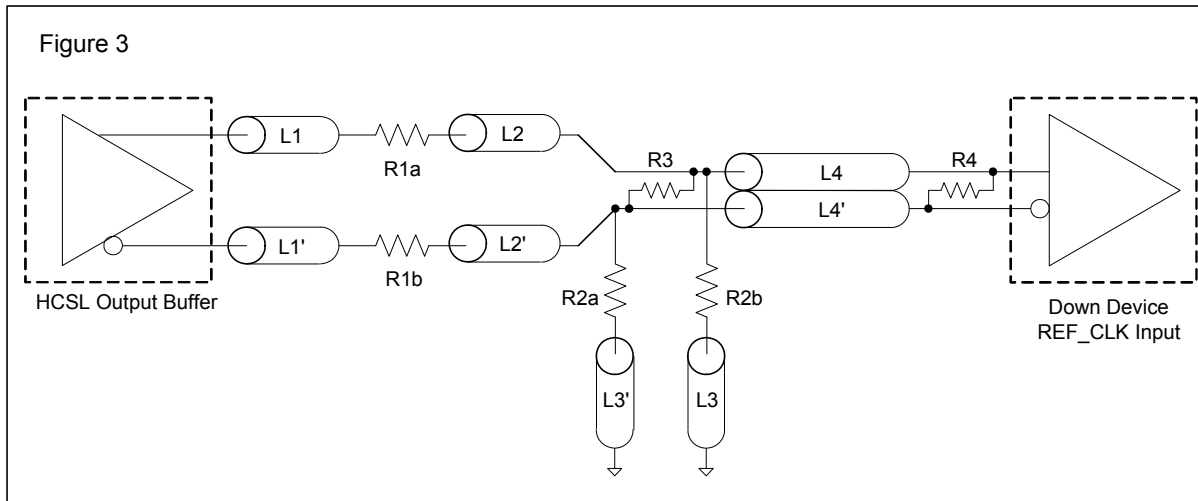 Figure 3
L1
R1a
L2
R3
L4
R4
L4'
L1'
R1b
L2'
HCSL Output Buffer
R2a
R2b
Down Device
REF_CLK Input
L3'
L3